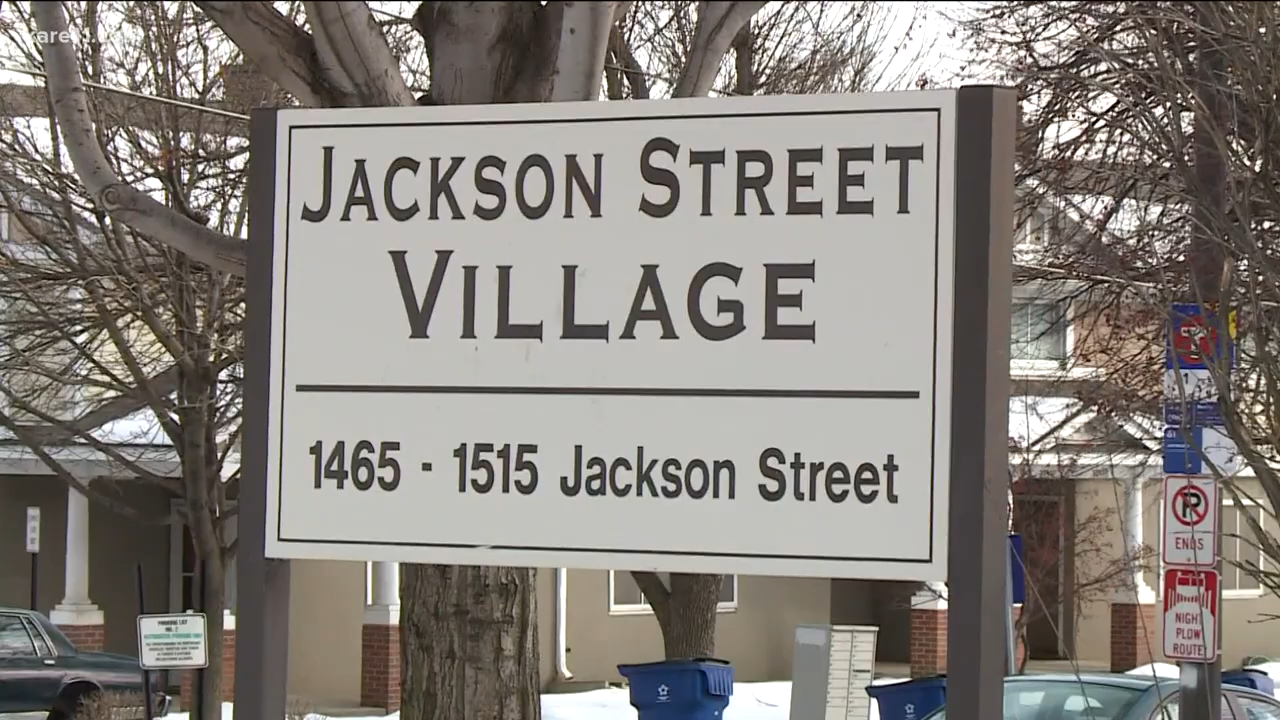 JACKSON STREET
VILLAGE
1465 - 1515 Jackson Street
ENDS
NIGHT
PLOW
ROUTE